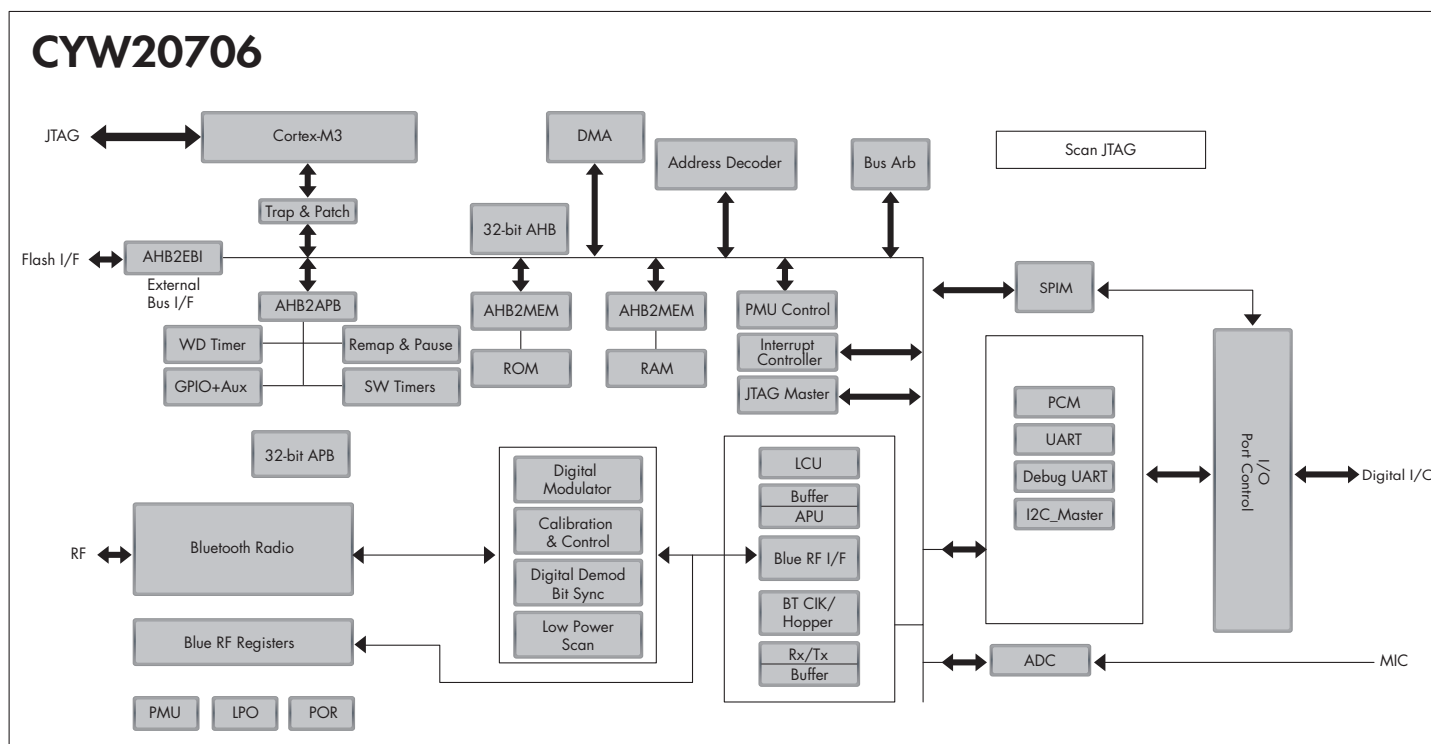 CYW20706
JTAG
Cortex-M3
DMA
Address Decoder
Bus Arb
Scan JTAG
Trap & Patch
32-bit AHB
Flash I/F
AHB2EBI
External
Bus I/F
AHB2APB
AHB2MEM
AHB2MEM
PMU Control
SPIM
WD Timer
Remap & Pause
ROM
RAM
Interrupt
Controller
GPIO+Aux
SW Timers
JTAG Master
PCM
UART
Debug UART
I2C_Master
I/O
Port Control
Digital I/O
32-bit APB
Digital
Modulator
Calibration
& Control
Digital Demod
Bit Sync
Low Power
Scan
LCU
Buffer
APU
Blue RF I/F
BT ClK/
Hopper
Rx/Tx
Buffer
RF
Bluetooth Radio
Blue RF Registers
ADC
MIC
PMU
LPO
POR